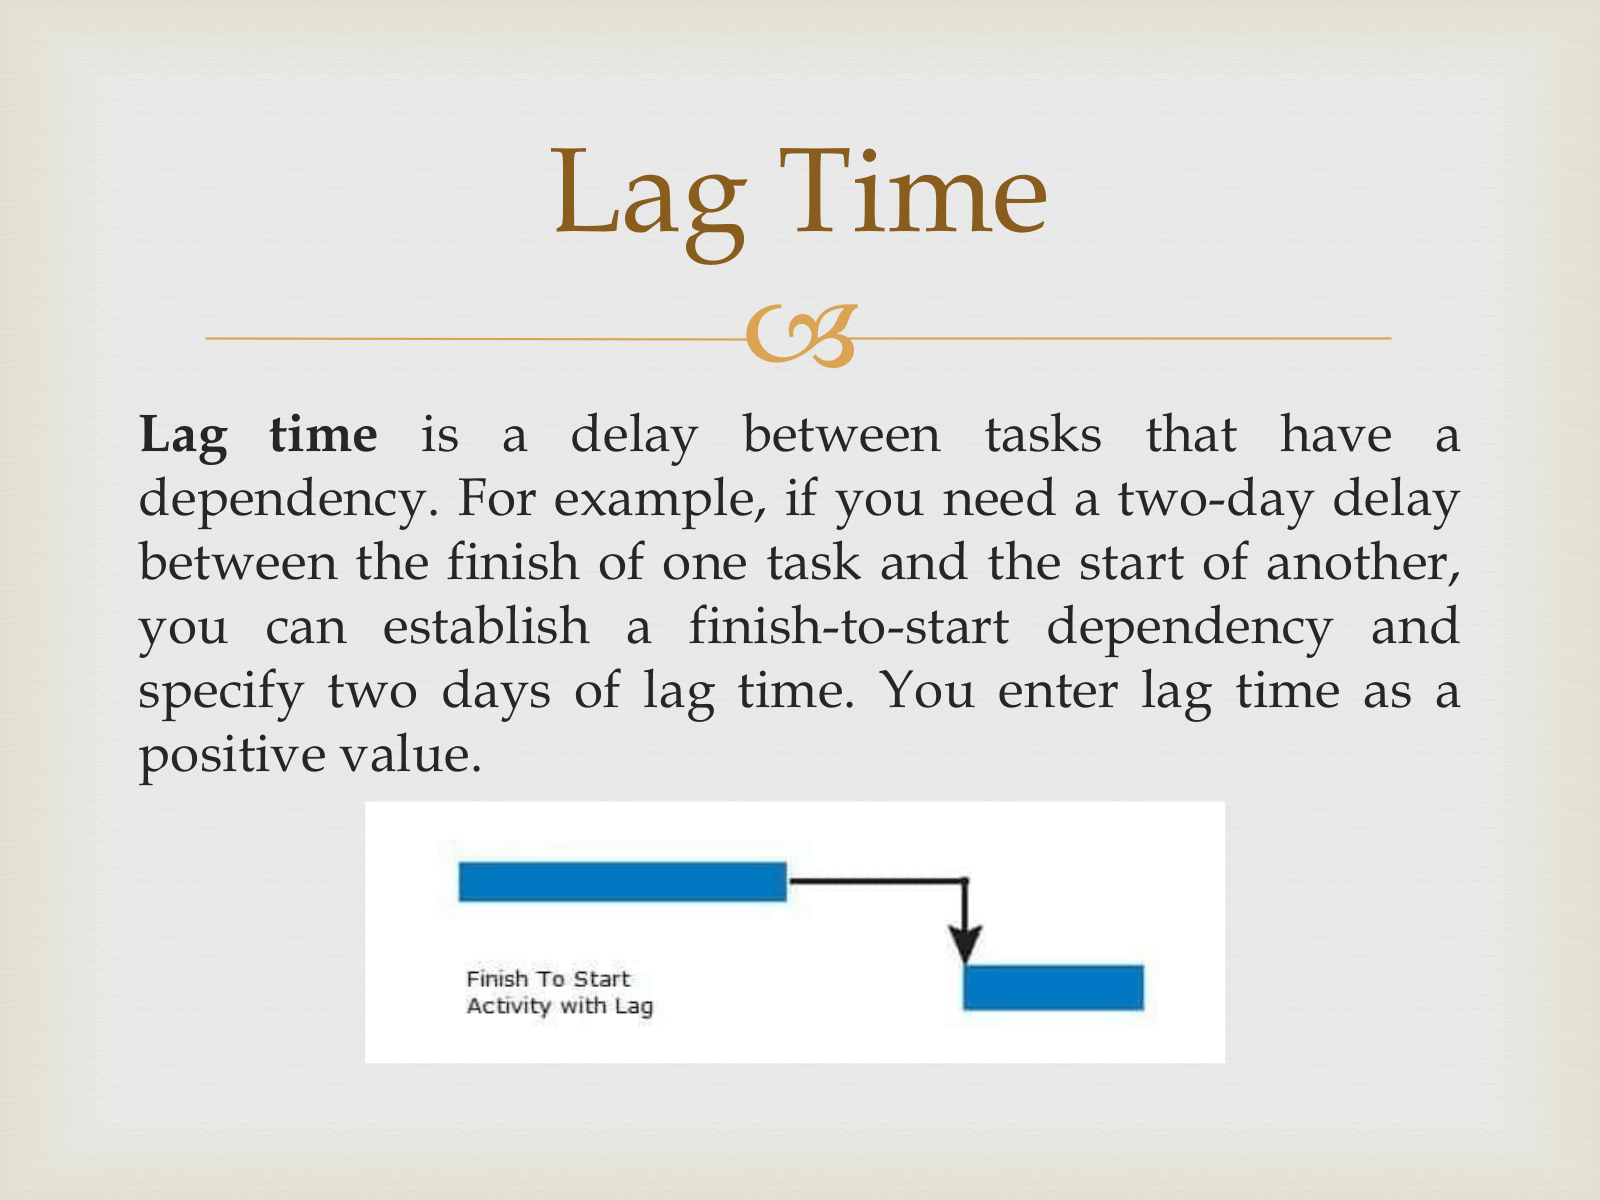 Lag Time
Lag time is a delay between tasks that have a
dependency. For example, if you need a two-day delay
between the finish of one task and the start of another,
you can establish a finish-to-start dependency and
specify two days of lag time. You enter lag time as a
positive value.
Finish To Start
Activity with Lag